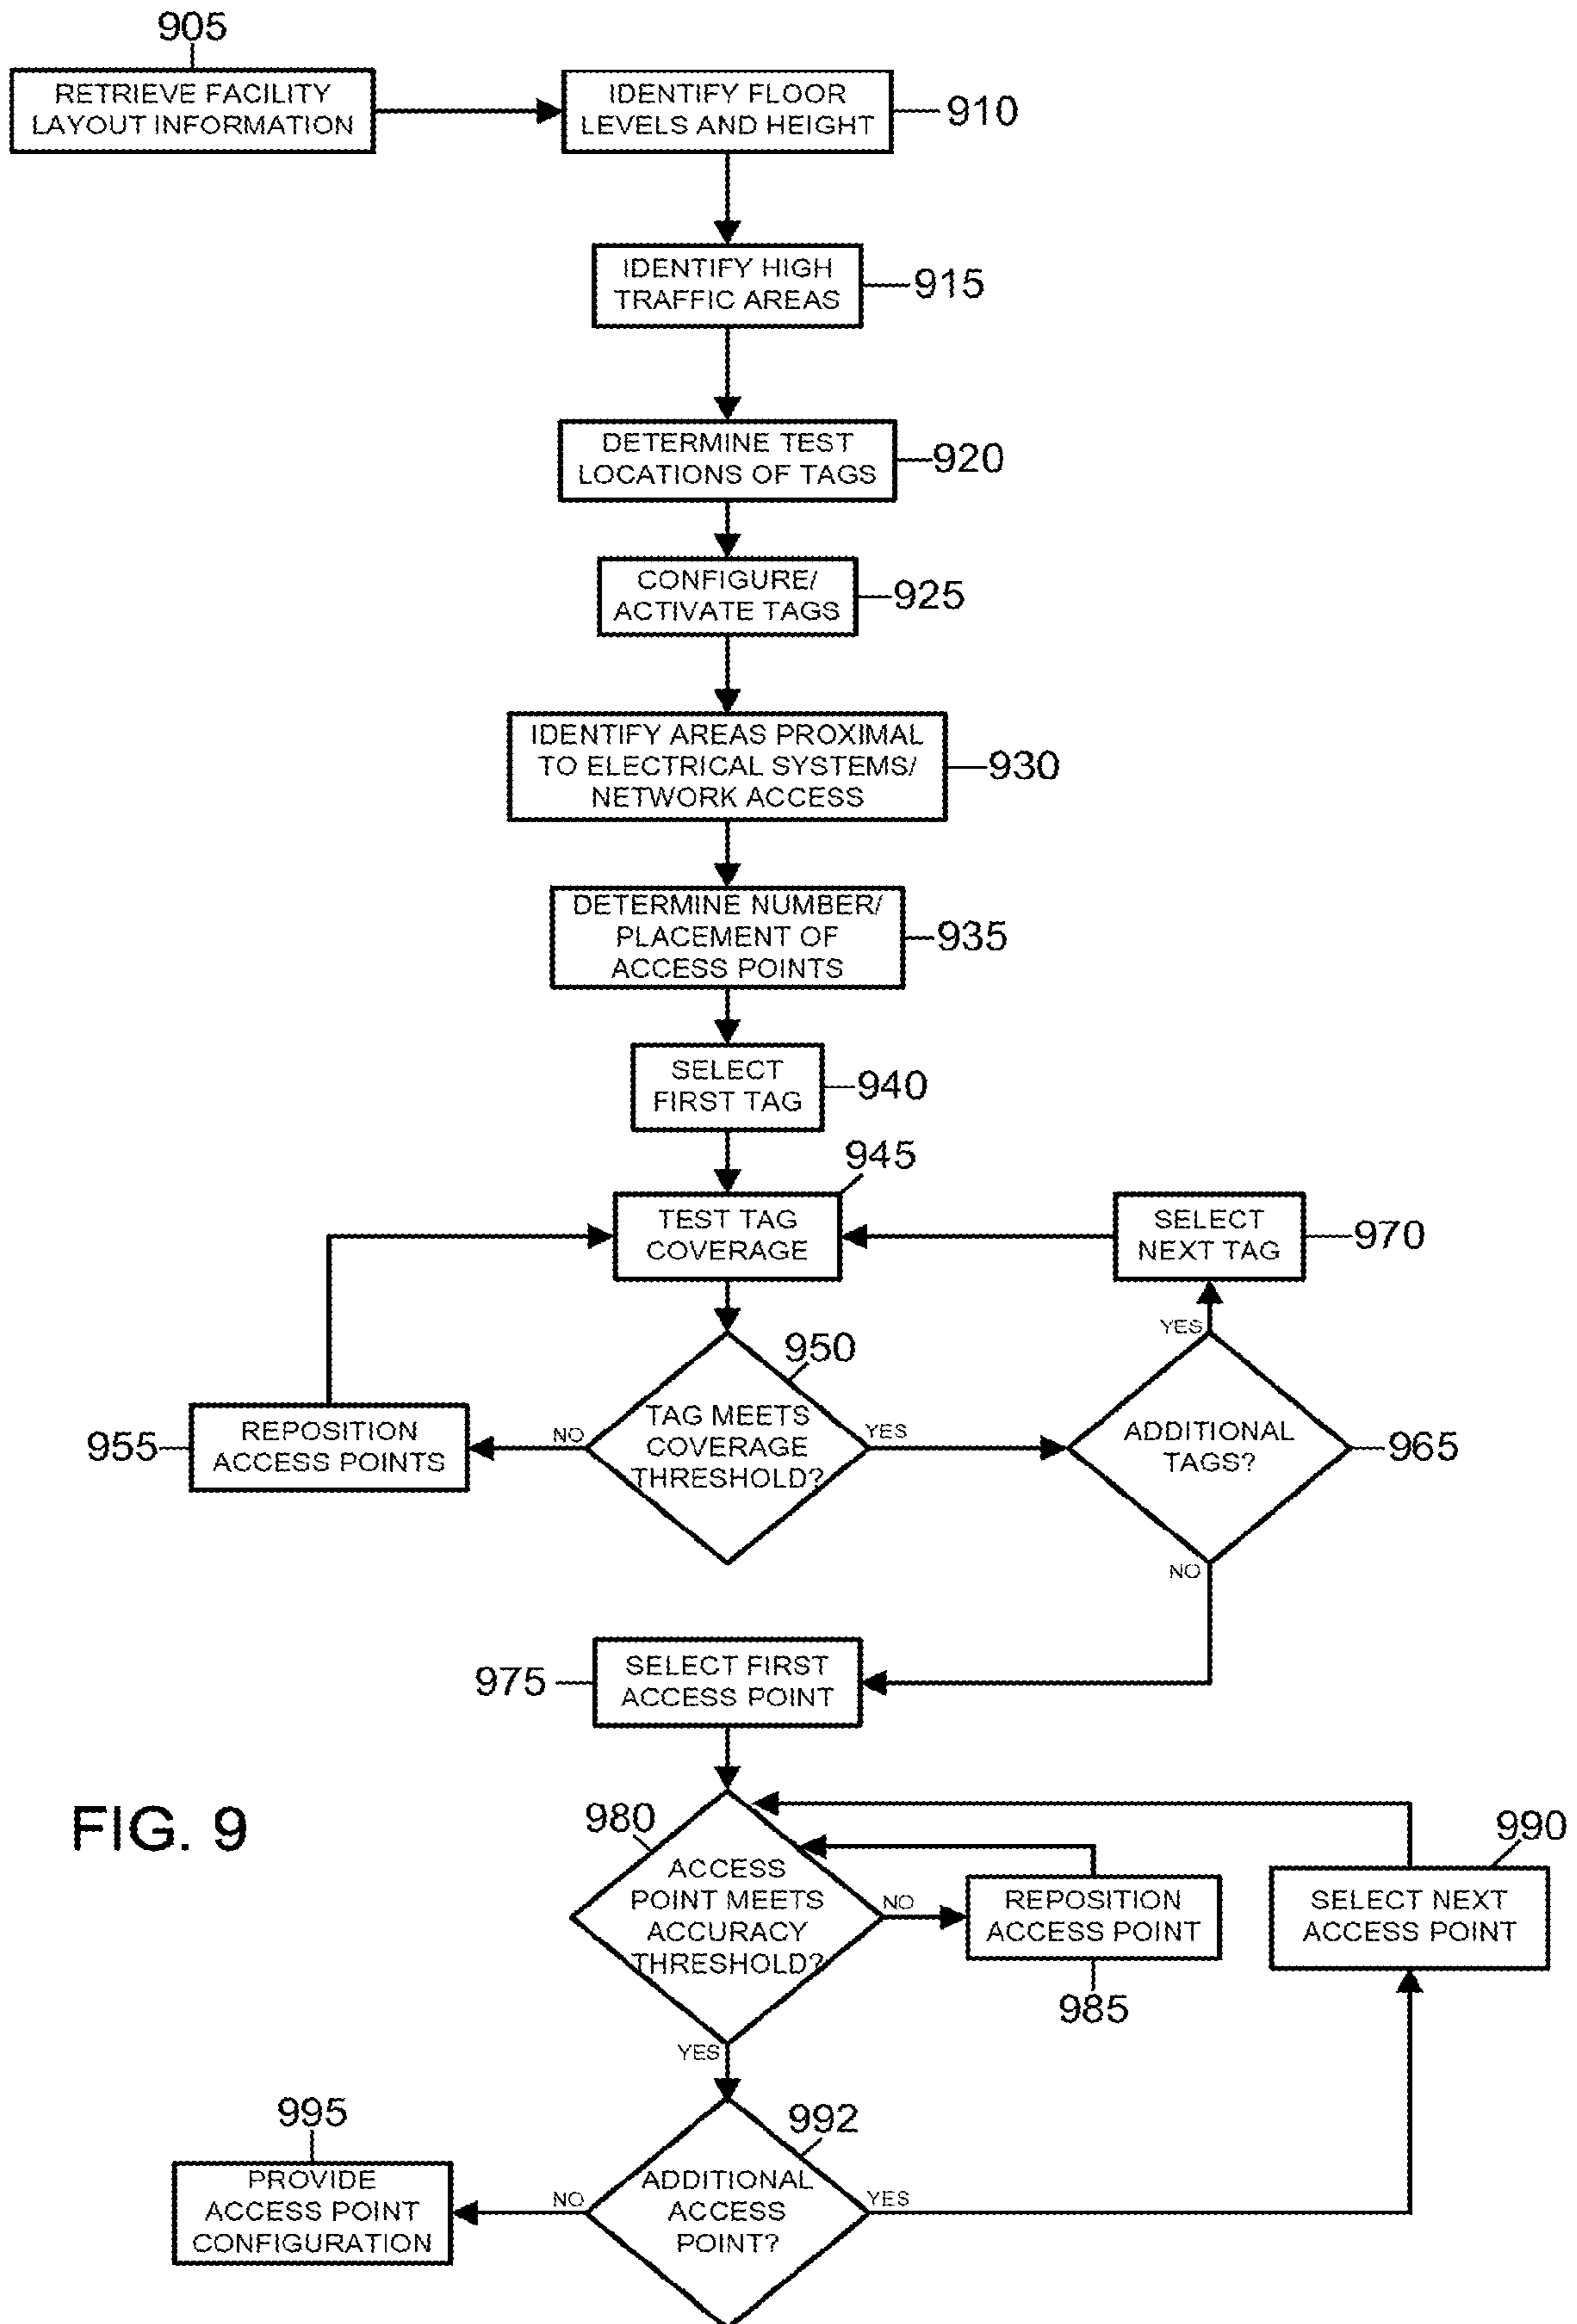 905
RETRIEVE FACILITY
LAYOUT INFORMATION
IDENTIFY FLOOR
LEVELS AND HEIGHT
910
IDENTIFY HIGH
TRAFFIC AREAS
915
DETERMINE TEST
LOCATIONS OF TAGS
920
CONFIGURE/
ACTIVATE TAGS
925
IDENTIFY AREAS PROXIMAL
TO ELECTRICAL SYSTEMS/
NETWORK ACCESS
930
DETERMINE NUMBER/
PLACEMENT OF
ACCESS POINTS
935
SELECT
FIRST TAG
940
945
TEST TAG
COVERAGE
SELECT
NEXT TAG
970
YES
950
TAG MEETS
COVERAGE
THRESHOLD?
NO
YES
955
REPOSITION
ACCESS POINTS
ADDITIONAL
TAGS?
965
NO
975
SELECT FIRST
ACCESS POINT
FIG. 9
980
ACCESS
POINT MEETS
ACCURACY
THRESHOLD?
NO
REPOSITION
ACCESS POINT
985
990
SELECT NEXT
ACCESS POINT
YES
992
ADDITIONAL
ACCESS
POINT?
NO
YES
995
PROVIDE
ACCESS POINT
CONFIGURATION